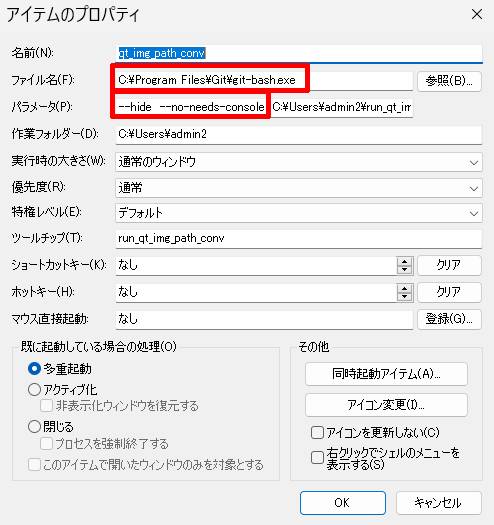 アイテムのプロパティ
名前(N): qt_img_path_conv
ファイル名(F): C:¥Program Files¥Git¥git-bash.exe 参照(B)...
パラメータ(P): --hide --no-needs-console C:¥Users¥admin2¥run_qt_im
作業フォルダー(D): C:¥Users¥admin2
実行時の大きさ(W): 通常のウィンドウ
優先度(R): 通常
特権レベル(E): デフォルト
ツールチップ(T): run_qt_img_path_conv
ショートカットキー(K): なし クリア
ホットキー(H): なし クリア
マウス直接起動: なし 登録(G)...
既に起動している場合の処理(O)
多重起動
アクティブ化
非表示化ウィンドウを復元する
閉じる
プロセスを強制終了する
このアイテムで開いたウィンドウのみを対象とする
その他
同時起動アイテム(A)...
アイコン変更(I)...
アイコンを更新しない(C)
右クリックでシェルのメニューを
表示する(S)
OK キャンセル